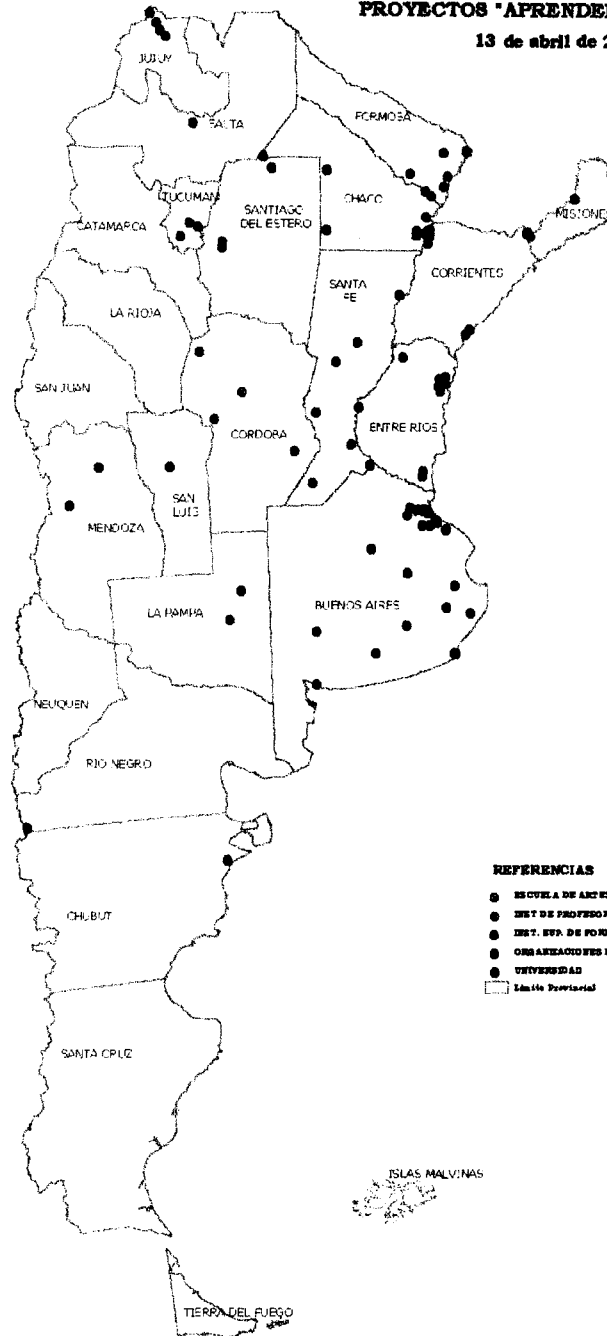 PROYECTOS "APRENDE
13 de abril de 2
JUJUY
SALTA
FORMOSA
CHACO
MISIONES
TUCUMAN
SANTIAGO
DEL ESTERO
CATAMARCA
CORRIENTES
SANTA
FE
LA RIOJA
SAN JUAN
CORDOBA
ENTRE RIOS
SAN
LUIS
MENDOZA
BUENOS AIRES
LA PAMPA
NEUQUEN
RIO NEGRO
REFERENCIAS
ESCUELA DE ARTE
INST DE PROFESOR
INST. SUP. DE FOR
ORGANIZACIONES
UNIVERSIDAD
Límite Provincial
CHUBUT
SANTA CRUZ
ISLAS MALVINAS
TIERRA DEL FUEGO